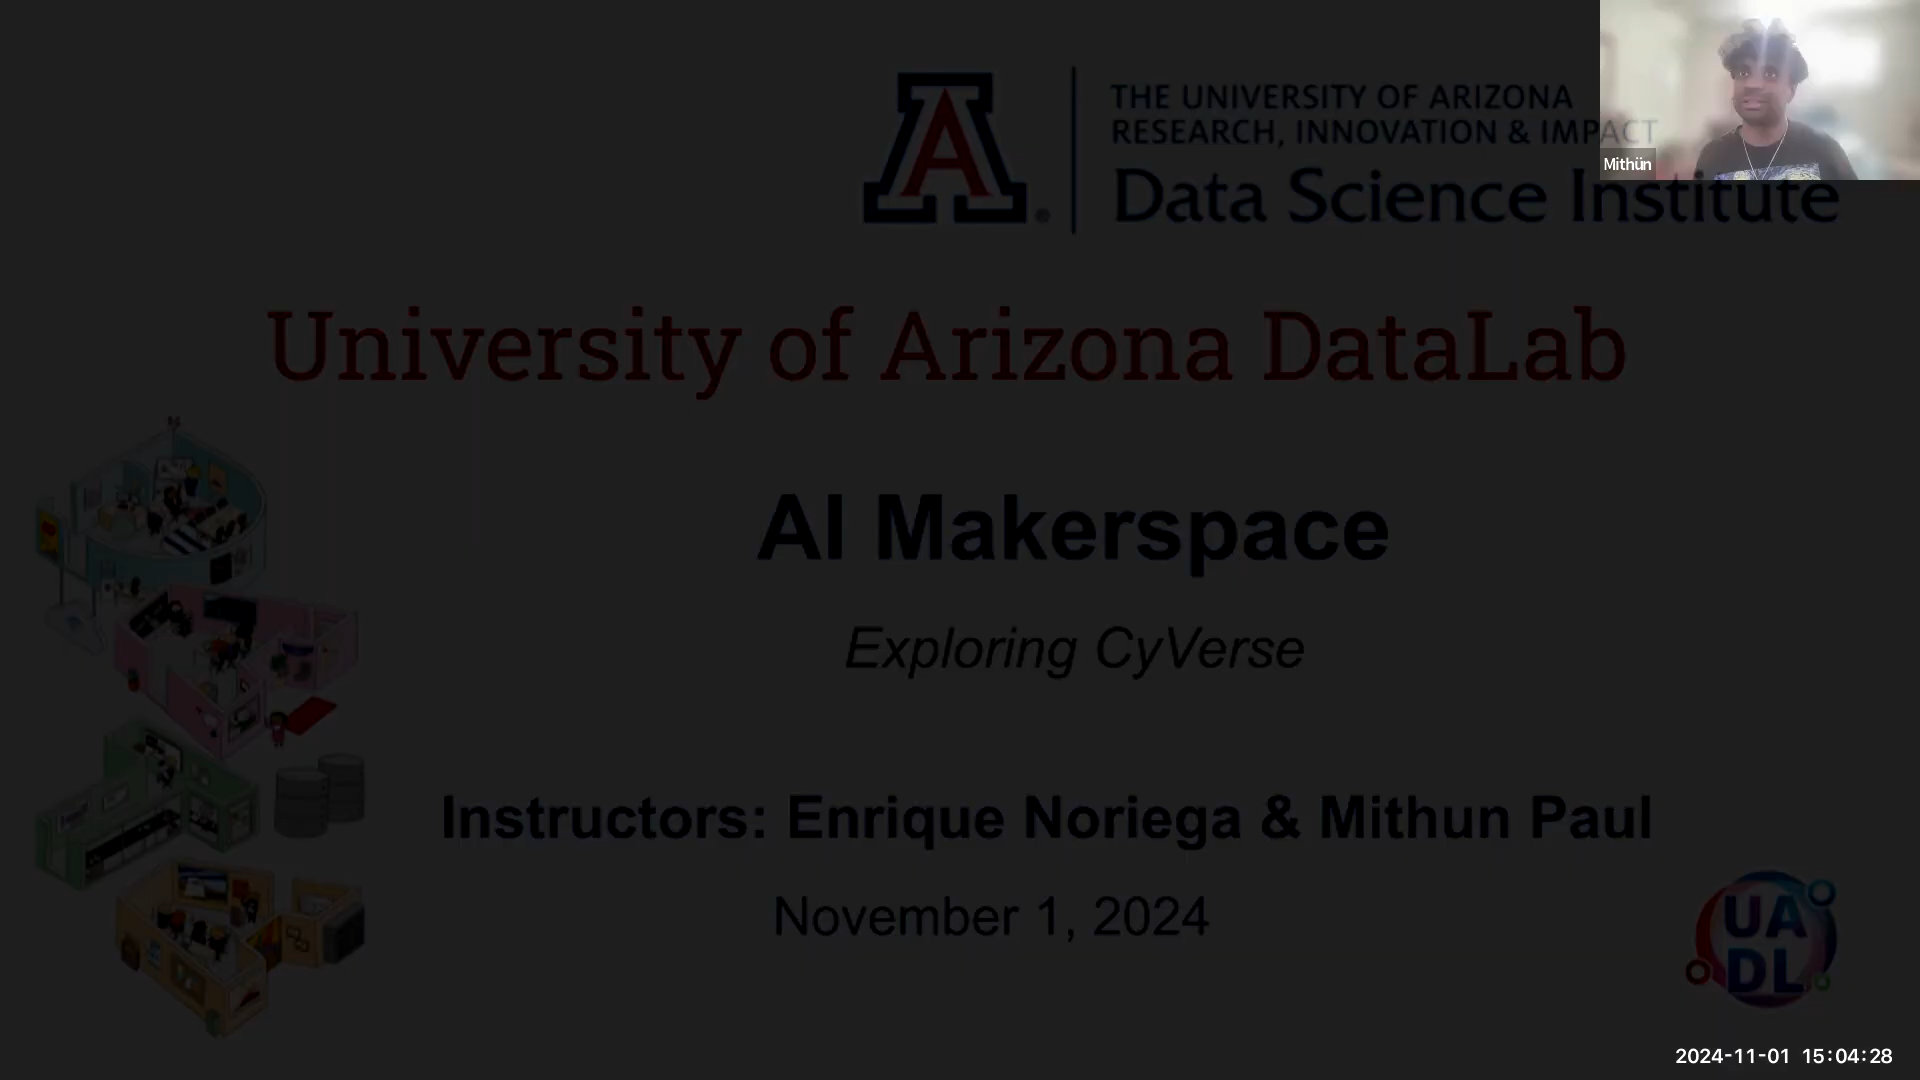 THE UNIVERSITY OF ARIZONA
RESEARCH, INNOVATION & IMPACT
Data Science Institute
A
®
Mithün
University of Arizona DataLab
AI Makerspace
Exploring CyVerse
Instructors: Enrique Noriega & Mithun Paul
November 1, 2024
UA
DL
2024-11-01 15:04:28